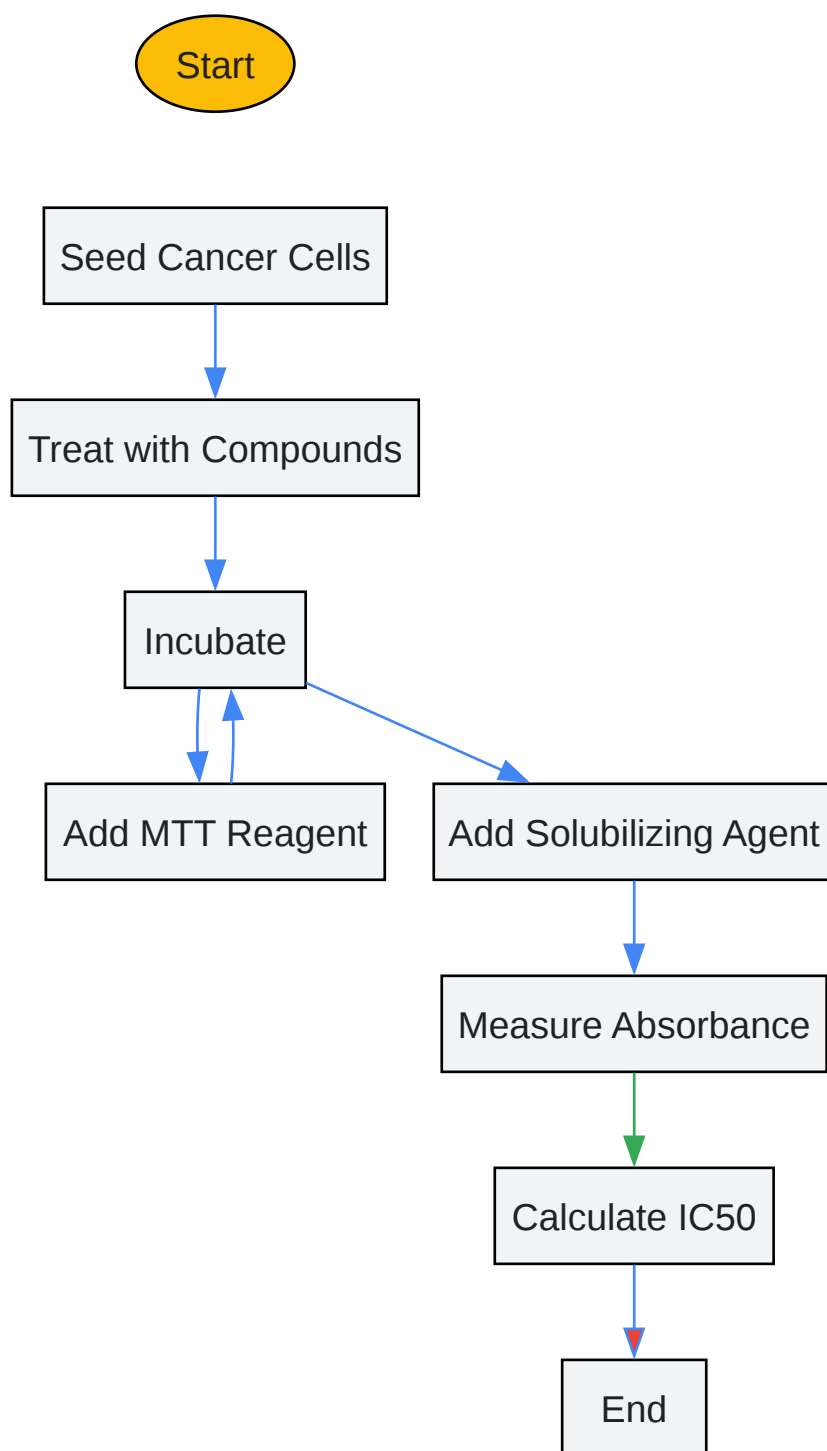 Start
Seed Cancer Cells
Treat with Compounds
Incubate
Add MTT Reagent
Add Solubilizing Agent
Measure Absorbance
Calculate IC50
End